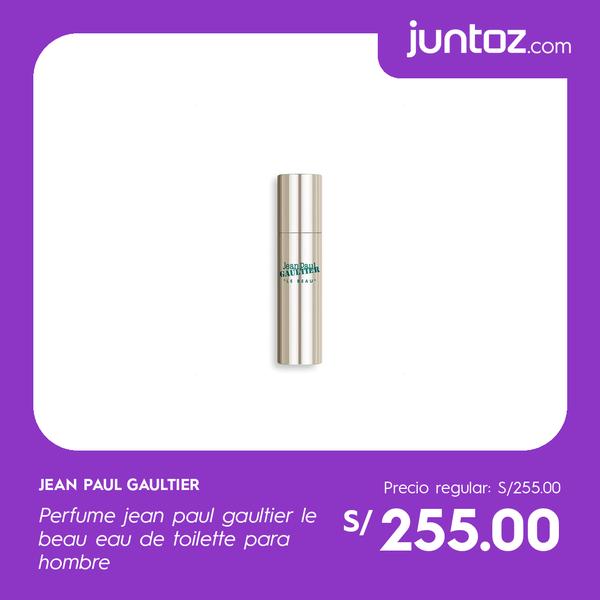 juntoz.com
Jean Paul
GAULTIER
"LE BEAU"
JEAN PAUL GAULTIER
Perfume jean paul gaultier le
beau eau de toilette para
hombre
Precio regular: S/255.00
S/ 255.00